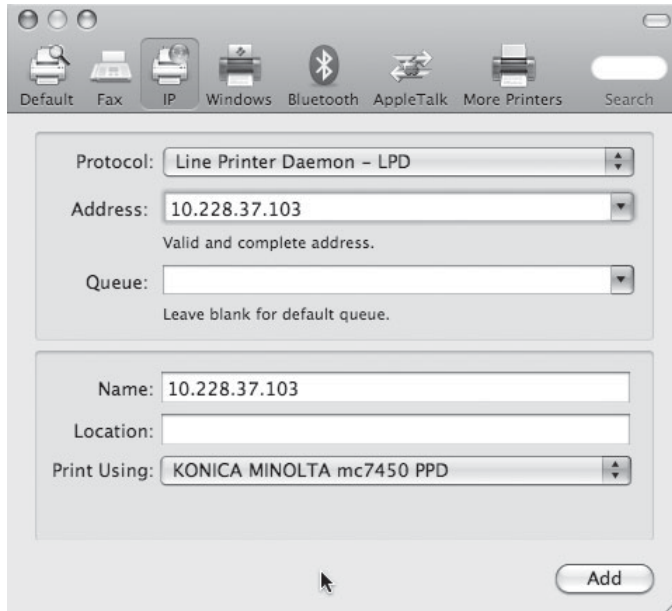 Default Fax IP Windows Bluetooth AppleTalk More Printers Search
Protocol: Line Printer Daemon – LPD
Address: 10.228.37.103
Valid and complete address.
Queue:
Leave blank for default queue.
Name: 10.228.37.103
Location:
Print Using: KONICA MINOLTA mc7450 PPD
Add